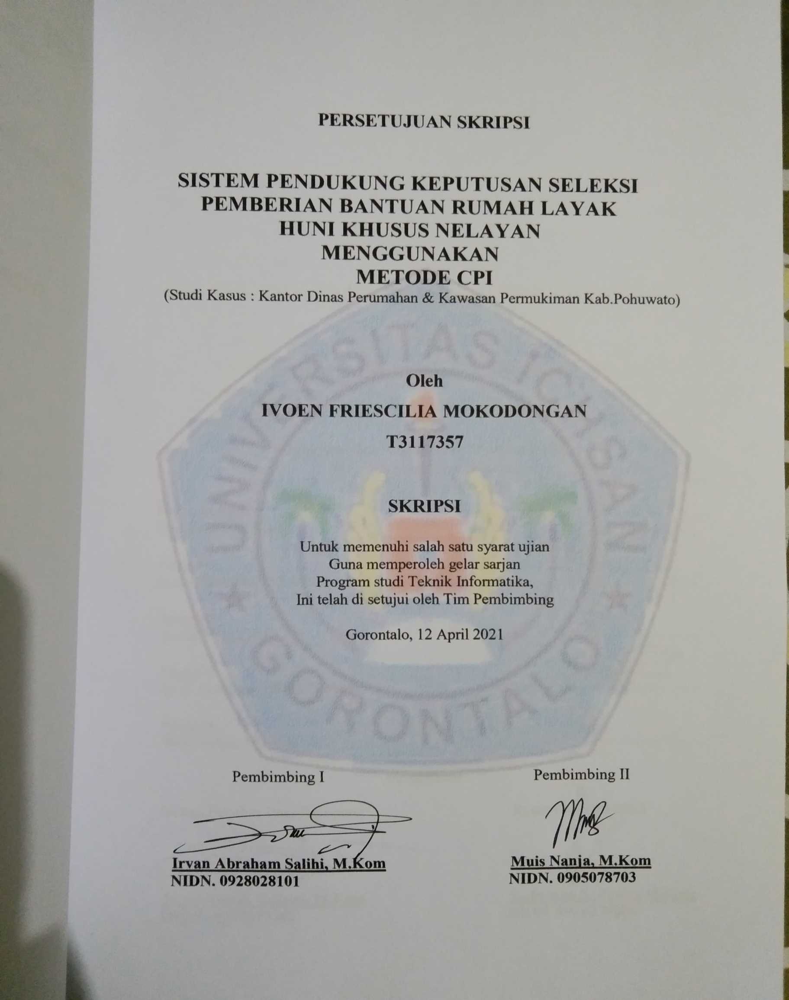 PERSETUJUAN SKRIPSI
SISTEM PENDUKUNG KEPUTUSAN SELEKSI
PEMBERIAN BANTUAN RUMAH LAYAK
HUNI KHUSUS NELAYAN
MENGGUNAKAN
METODE CPI
(Studi Kasus : Kantor Dinas Perumahan & Kawasan Permukiman Kab.Pohuwato)
UNIVERSITAS ICHSAN
Oleh
IVOEN FRIESCILIA MOKODONGAN
T3117357
SKRIPSI
Untuk memenuhi salah satu syarat ujian
Guna memperoleh gelar sarjan
Program studi Teknik Informatika,
Ini telah di setujui oleh Tim Pembimbing
Gorontalo, 12 April 2021
GORONTALO
Pembimbing I
Pembimbing II
Irvan Abraham Salihi, M.Kom
Muis Nanja, M.Kom
NIDN. 0928028101
NIDN. 0905078703